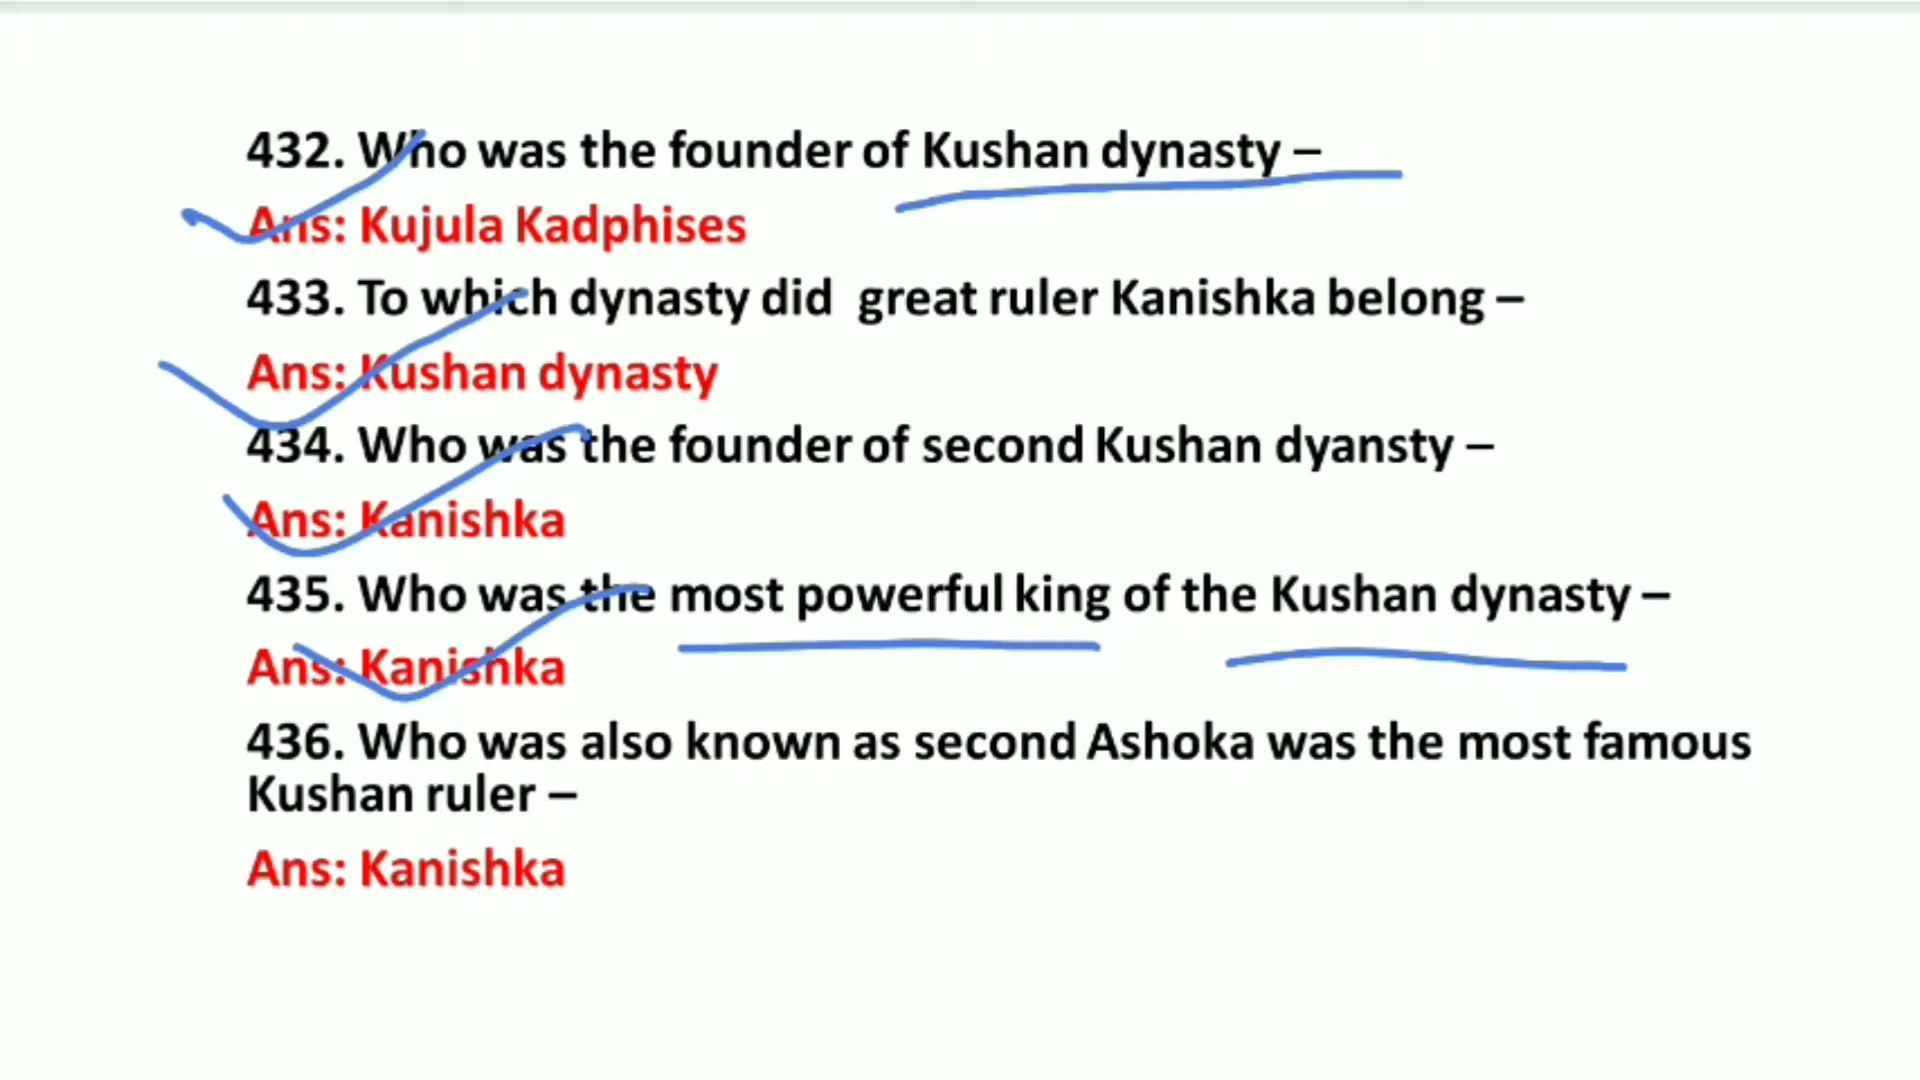 432. Who was the founder of Kushan dynasty –
Ans: Kujula Kadphises
433. To which dynasty did  great ruler Kanishka belong –
Ans: Kushan dynasty
434. Who was the founder of second Kushan dyansty –
Ans: Kanishka
435. Who was the most powerful king of the Kushan dynasty –
Ans: Kanishka
436. Who was also known as second Ashoka was the most famous
Kushan ruler –
Ans: Kanishka